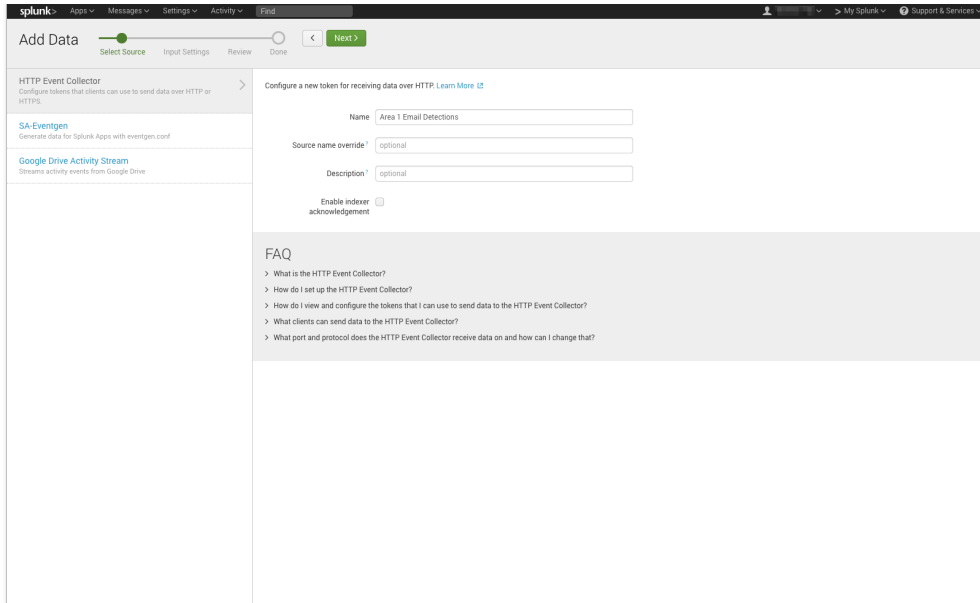 splunk> Apps Messages Settings Activity Find My Splunk Support & Services
Add Data
Select Source Input Settings Review Done
< Next >
HTTP Event Collector
Configure tokens that clients can use to send data over HTTP or
HTTPS.
SA-Eventgen
Generate data for Splunk Apps with eventgen.conf
Google Drive Activity Stream
Streams activity events from Google Drive
Configure a new token for receiving data over HTTP. Learn More
Name Area 1 Email Detections
Source name override ? optional
Description ? optional
Enable indexer
acknowledgement
FAQ
> What is the HTTP Event Collector?
> How do I set up the HTTP Event Collector?
> How do I view and configure the tokens that I can use to send data to the HTTP Event Collector?
> What clients can send data to the HTTP Event Collector?
> What port and protocol does the HTTP Event Collector receive data on and how can I change that?